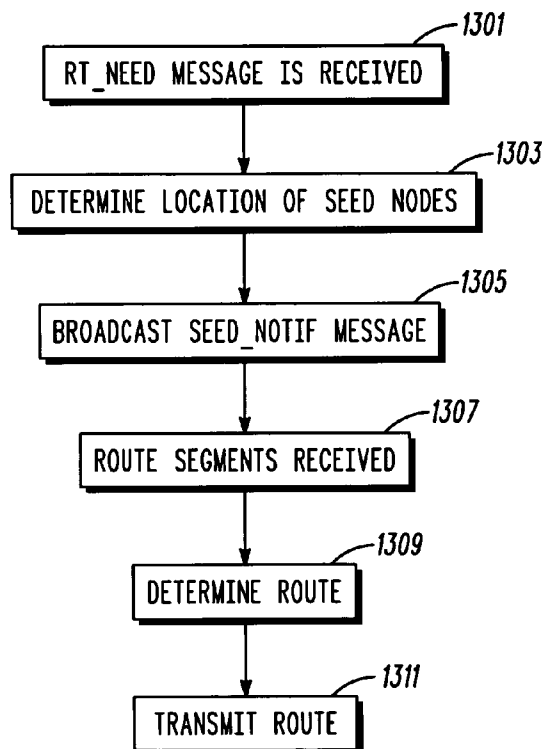 1301
RT_NEED MESSAGE IS RECEIVED
1303
DETERMINE LOCATION OF SEED NODES
1305
BROADCAST SEED_NOTIF MESSAGE
1307
ROUTE SEGMENTS RECEIVED
1309
DETERMINE ROUTE
1311
TRANSMIT ROUTE